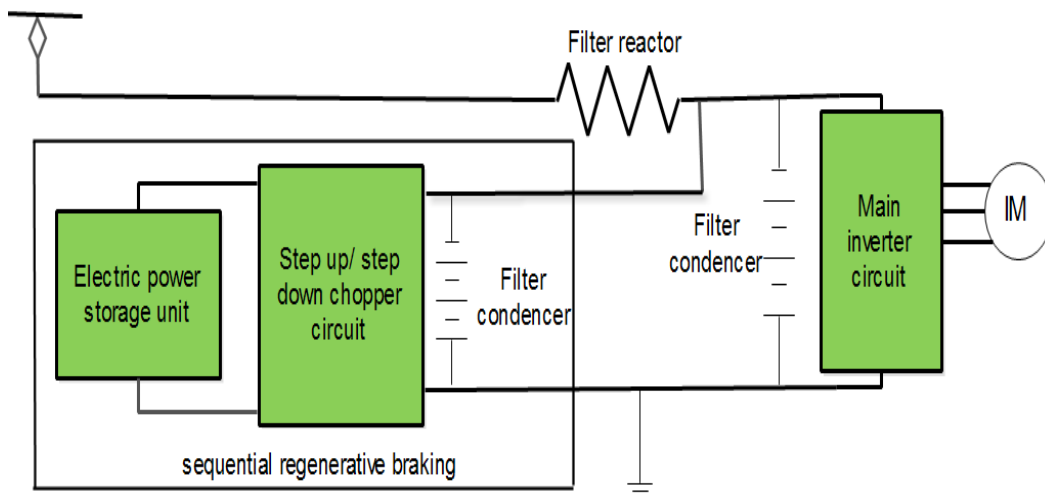 Filter reactor
Electric power
storage unit
Step up/ step
down chopper
circuit
Filter
condencer
Filter
condencer
Main
inverter
circuit
IM
sequential regenerative braking